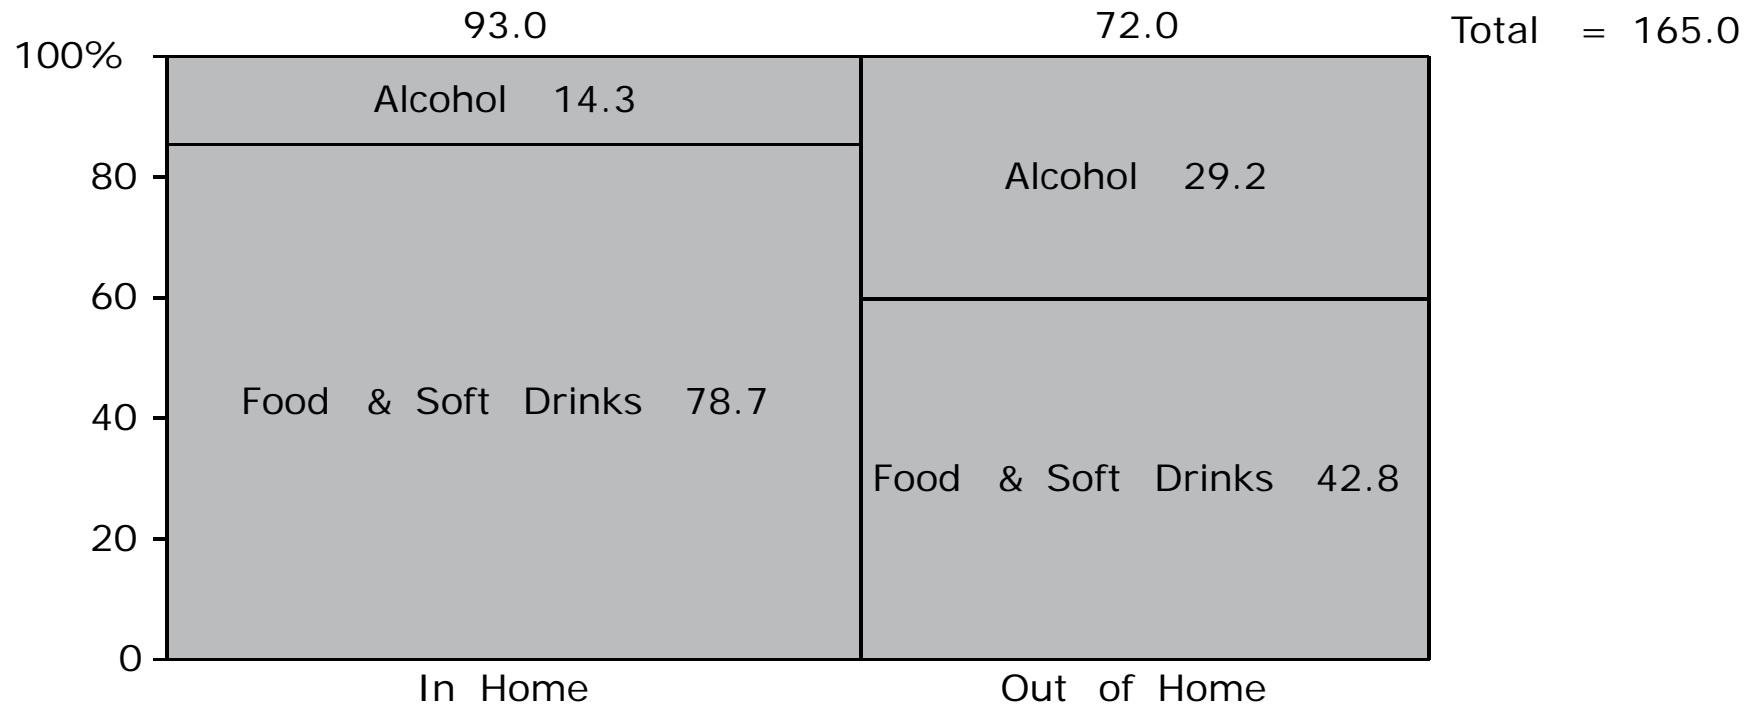 93.0 72.0 Total = 165.0
100%
Alcohol 14.3
80
Alcohol 29.2
60
Food & Soft Drinks 78.7
40
Food & Soft Drinks 42.8
20
0
In Home Out of Home